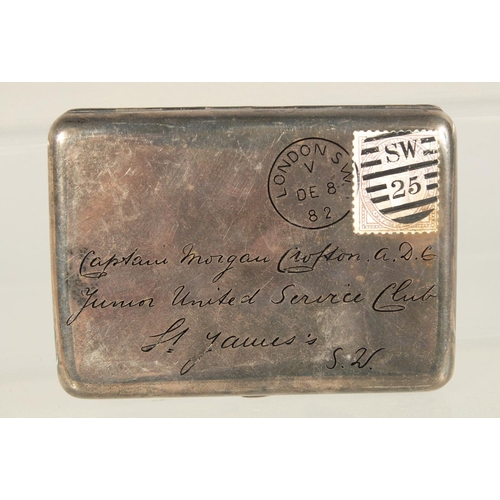 LONDON S.W.
V
DE 8
82
SW
25
Captain Morgan Crofton. A.D.C
Junior United Service Club
St James's
S.W.